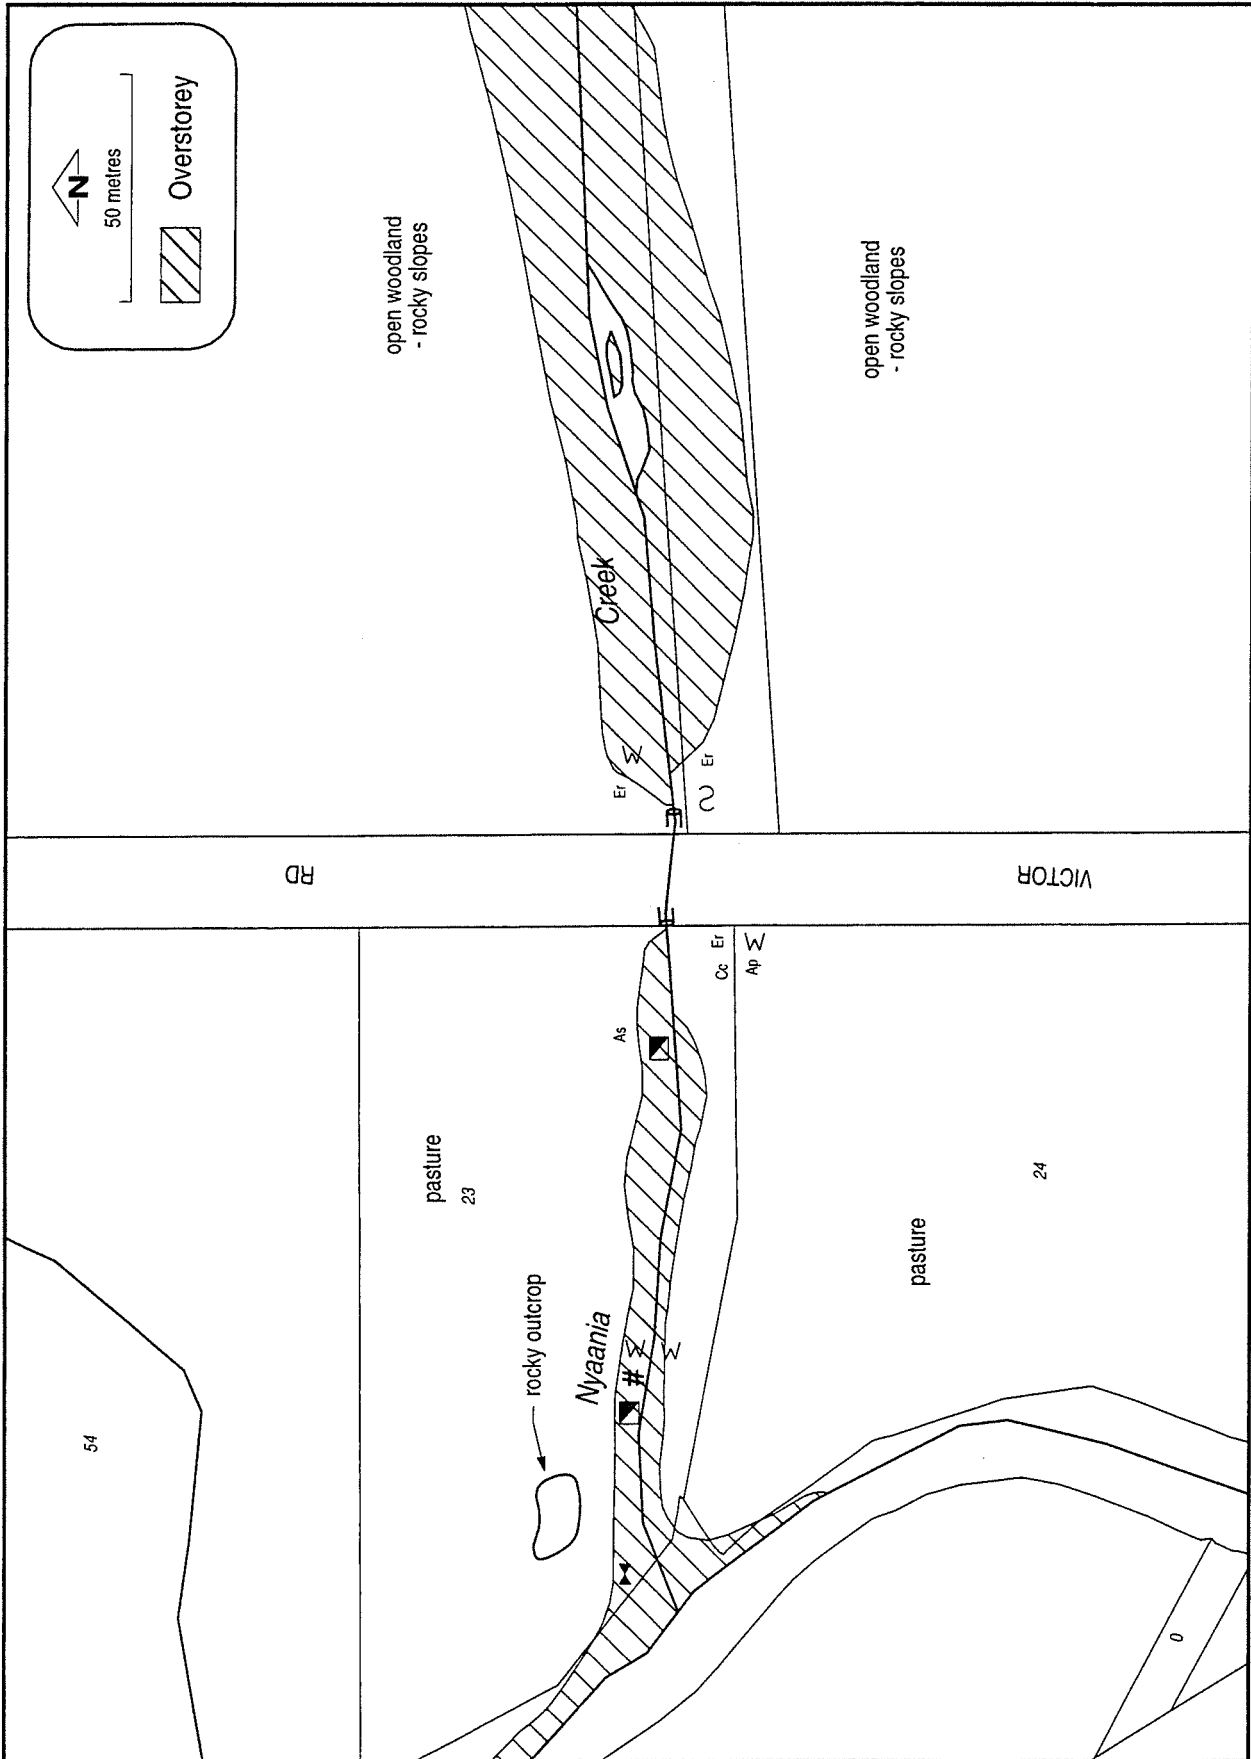 N
50 metres
Overstorey
open woodland
- rocky slopes
open woodland
- rocky slopes
Creek
Er
Er
RD
VICTOR
Er
Cc
Ap
As
pasture
23
24
pasture
rocky outcrop
Nyaania
#
54
0